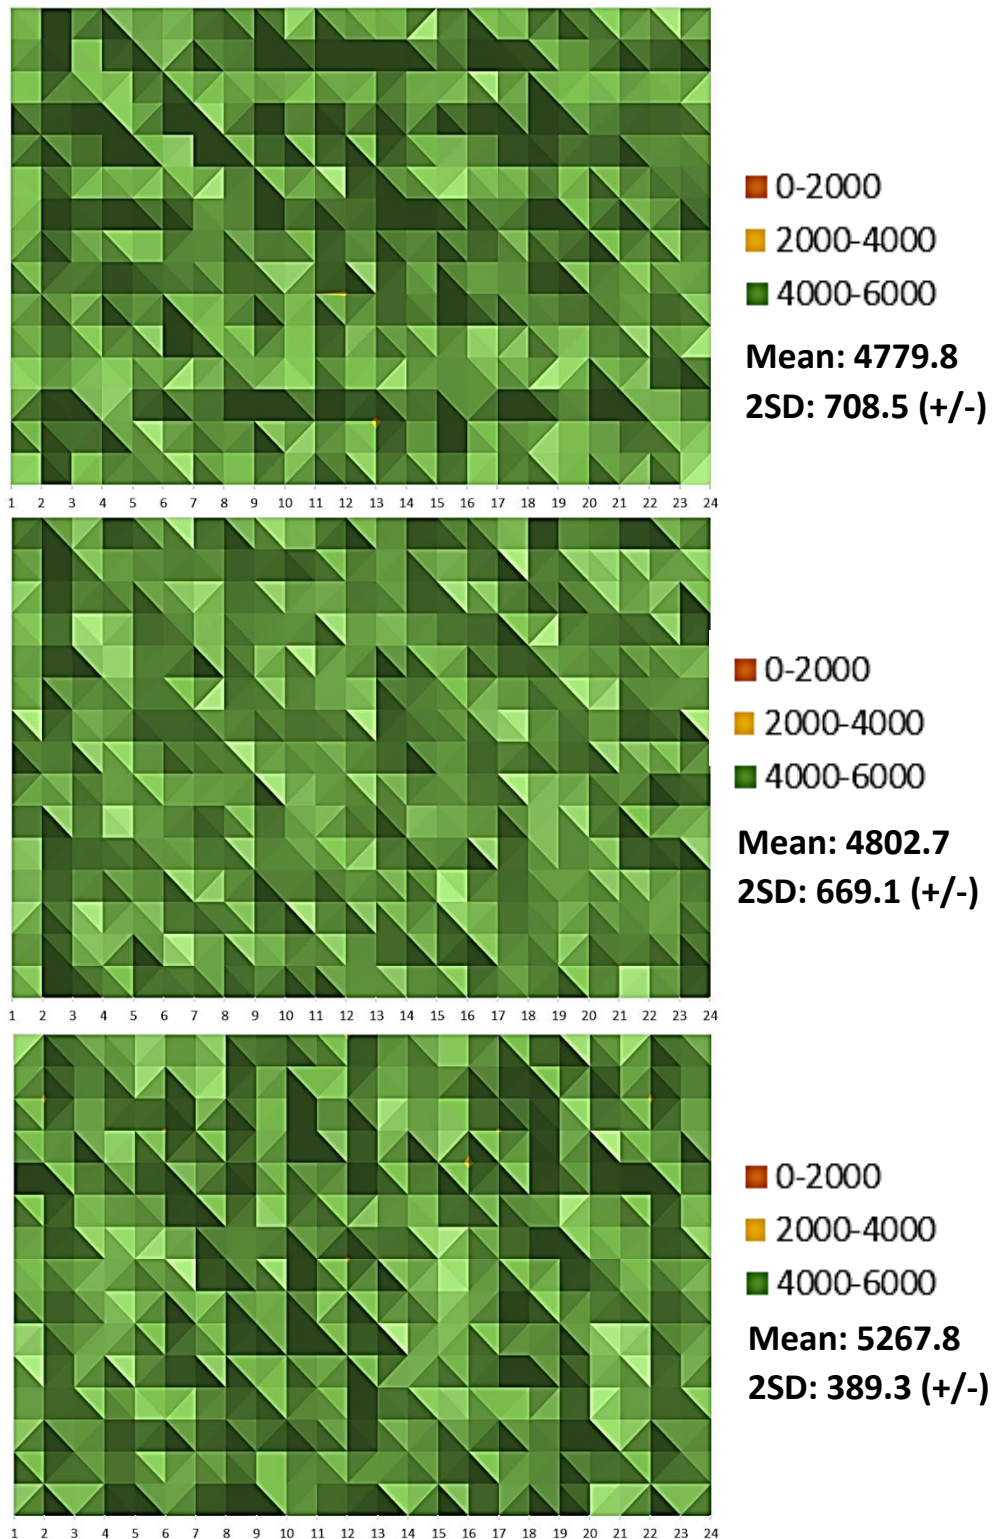 0-2000
2000-4000
4000-6000
Mean: 4779.8
2SD: 708.5 (+/-)
1 2 3 4 5 6 7 8 9 10 11 12 13 14 15 16 17 18 19 20 21 22 23 24
0-2000
2000-4000
4000-6000
Mean: 4802.7
2SD: 669.1 (+/-)
1 2 3 4 5 6 7 8 9 10 11 12 13 14 15 16 17 18 19 20 21 22 23 24
0-2000
2000-4000
4000-6000
Mean: 5267.8
2SD: 389.3 (+/-)
1 2 3 4 5 6 7 8 9 10 11 12 13 14 15 16 17 18 19 20 21 22 23 24